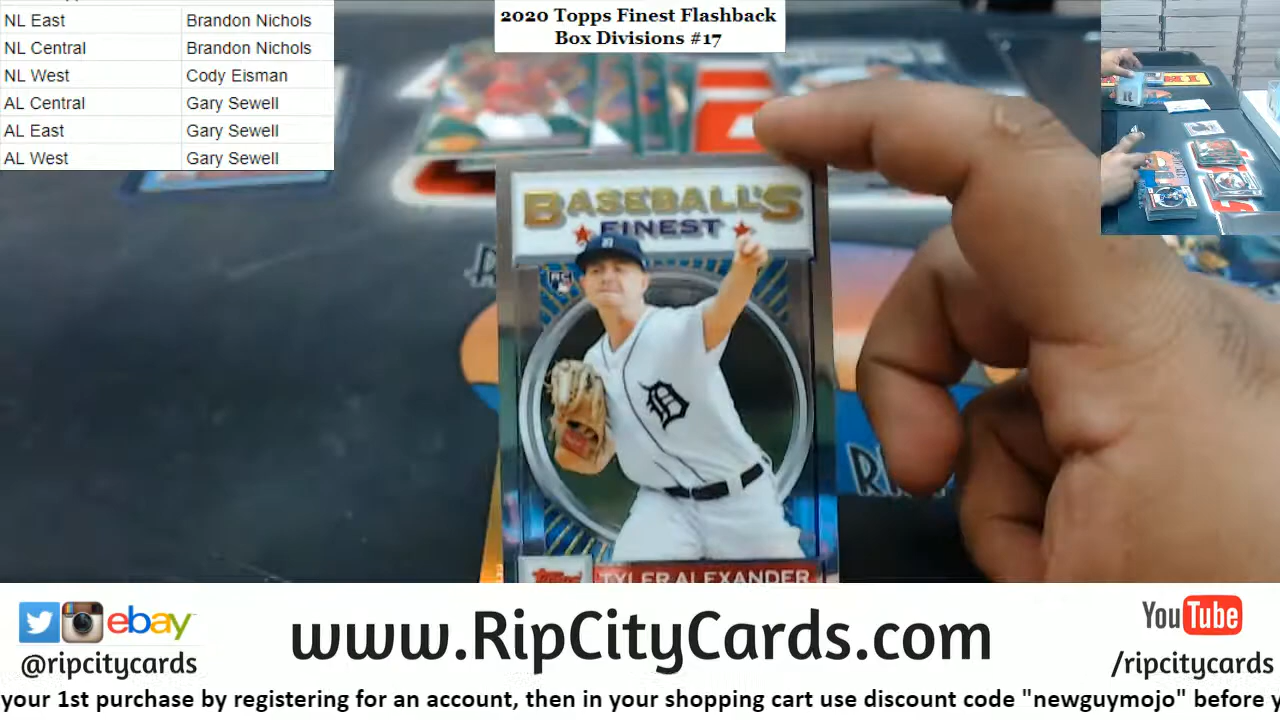 NL East Brandon Nichols
NL Central Brandon Nichols
NL West Cody Eisman
AL Central Gary Sewell
AL East Gary Sewell
AL West Gary Sewell
2020 Topps Finest Flashback
Box Divisions #17
BASEBALL'S
FINEST
RC
D
D
Topps
TYLER ALEXANDER
ebay
@ripcitycards
www.RipCityCards.com
YouTube
/ripcitycards
your 1st purchase by registering for an account, then in your shopping cart use discount code "newguymojo" before y